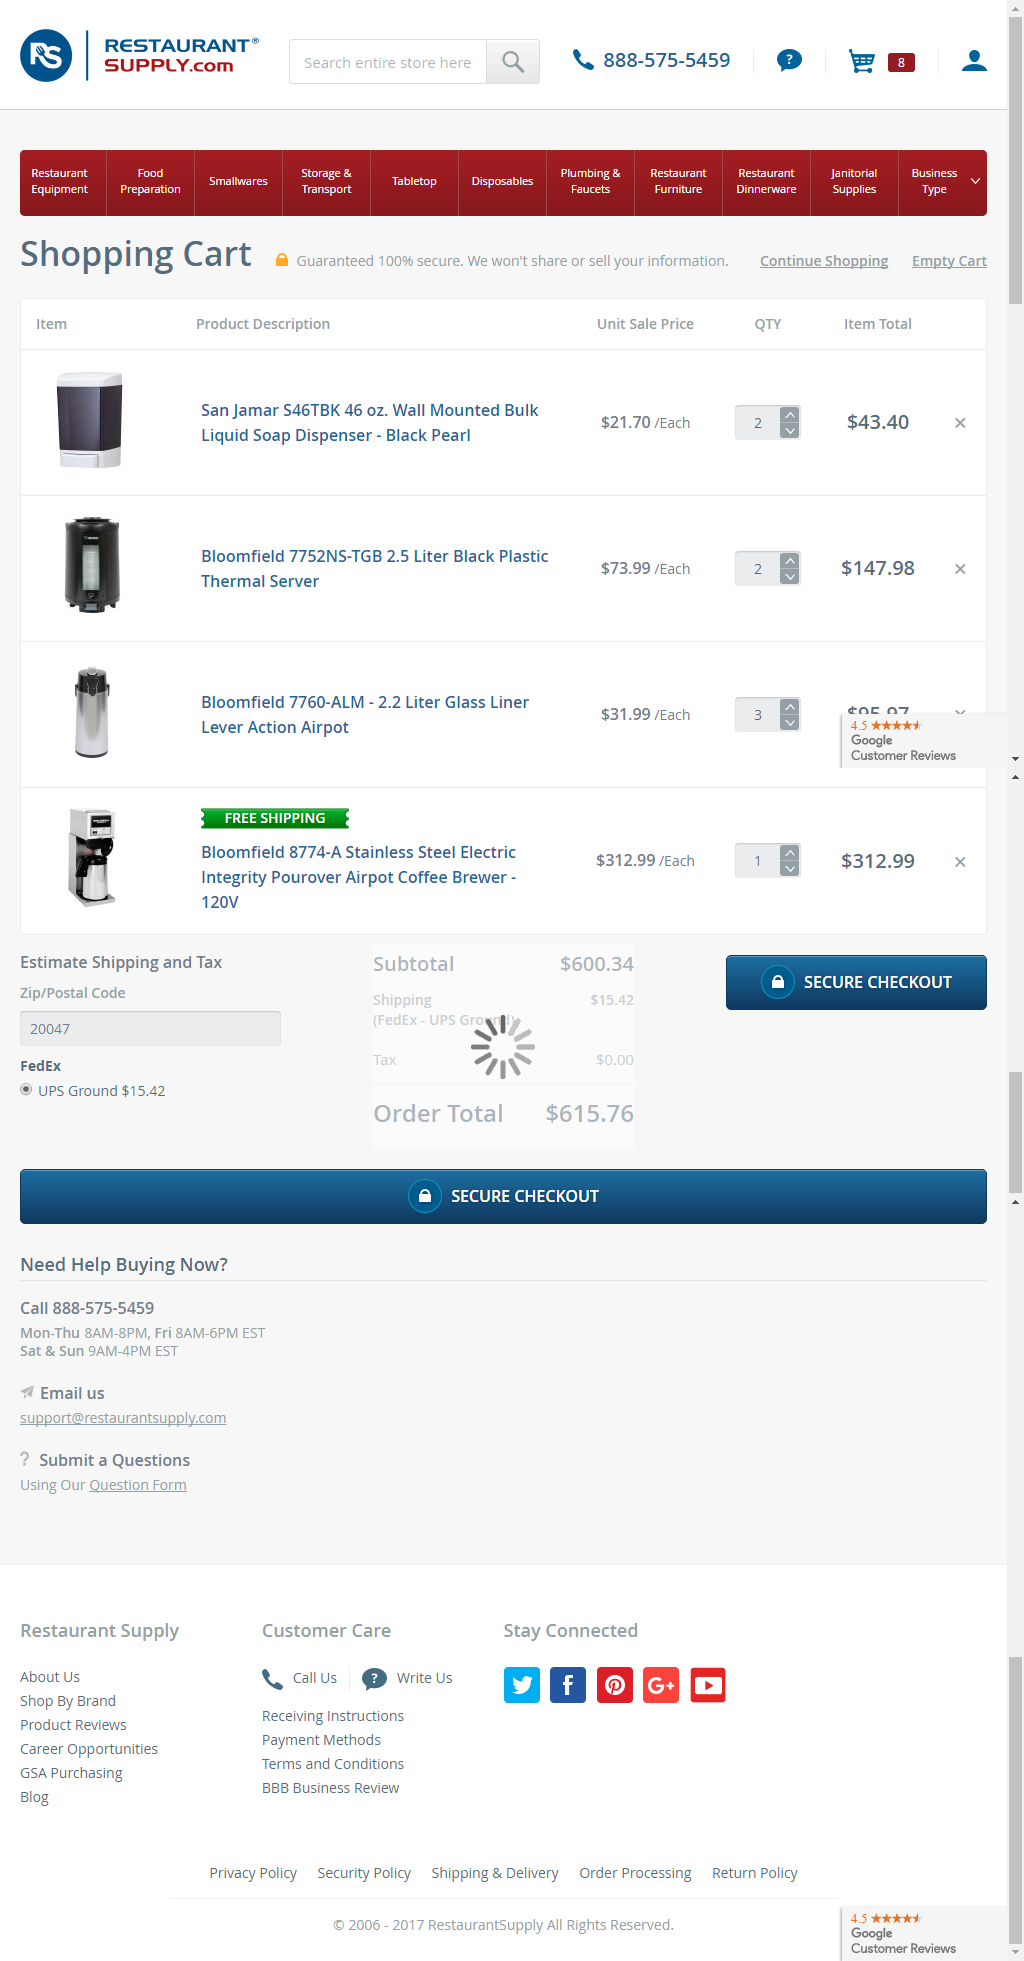 RS RESTAURANT®
SUPPLY.com
Search entire store here
888-575-5459
?
8
Restaurant Equipment
Food Preparation
Smallwares
Storage & Transport
Tabletop
Disposables
Plumbing & Faucets
Restaurant Furniture
Restaurant Dinnerware
Janitorial Supplies
Business Type
Shopping Cart
Guaranteed 100% secure. We won't share or sell your information.
Continue Shopping
Empty Cart
Item Product Description Unit Sale Price QTY Item Total
San Jamar S46TBK 46 oz. Wall Mounted Bulk
Liquid Soap Dispenser - Black Pearl
$21.70 /Each 2 $43.40 ×
Bloomfield 7752NS-TGB 2.5 Liter Black Plastic
Thermal Server
$73.99 /Each 2 $147.98 ×
Bloomfield 7760-ALM - 2.2 Liter Glass Liner
Lever Action Airpot
$31.99 /Each 3 $95.97
4.5
Google
Customer Reviews
FREE SHIPPING
Bloomfield 8774-A Stainless Steel Electric
Integrity Pourover Airpot Coffee Brewer -
120V
$312.99 /Each 1 $312.99 ×
Estimate Shipping and Tax
Zip/Postal Code
20047
FedEx
UPS Ground $15.42
Subtotal $600.34
Shipping $15.42
(FedEx - UPS Ground)
Tax $0.00
Order Total $615.76
SECURE CHECKOUT
SECURE CHECKOUT
Need Help Buying Now?
Call 888-575-5459
Mon-Thu 8AM-8PM, Fri 8AM-6PM EST
Sat & Sun 9AM-4PM EST
Email us
support@restaurantsupply.com
? Submit a Questions
Using Our Question Form
Restaurant Supply
About Us
Shop By Brand
Product Reviews
Career Opportunities
GSA Purchasing
Blog
Customer Care
Call Us ? Write Us
Receiving Instructions
Payment Methods
Terms and Conditions
BBB Business Review
Stay Connected
f G+
Privacy Policy Security Policy Shipping & Delivery Order Processing Return Policy
© 2006 - 2017 RestaurantSupply All Rights Reserved.
4.5
Google
Customer Reviews